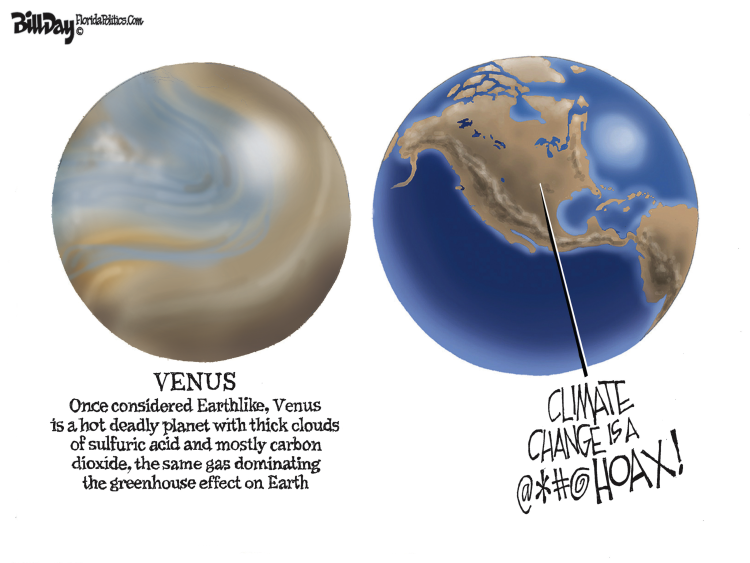 BillDay FloridaPolitics.Com
©
VENUS
Once considered Earthlike, Venus
is a hot deadly planet with thick clouds
of sulfuric acid and mostly carbon
dioxide, the same gas dominating
the greenhouse effect on Earth
CLIMATE
CHANGE IS A
@*#@ HOAX!